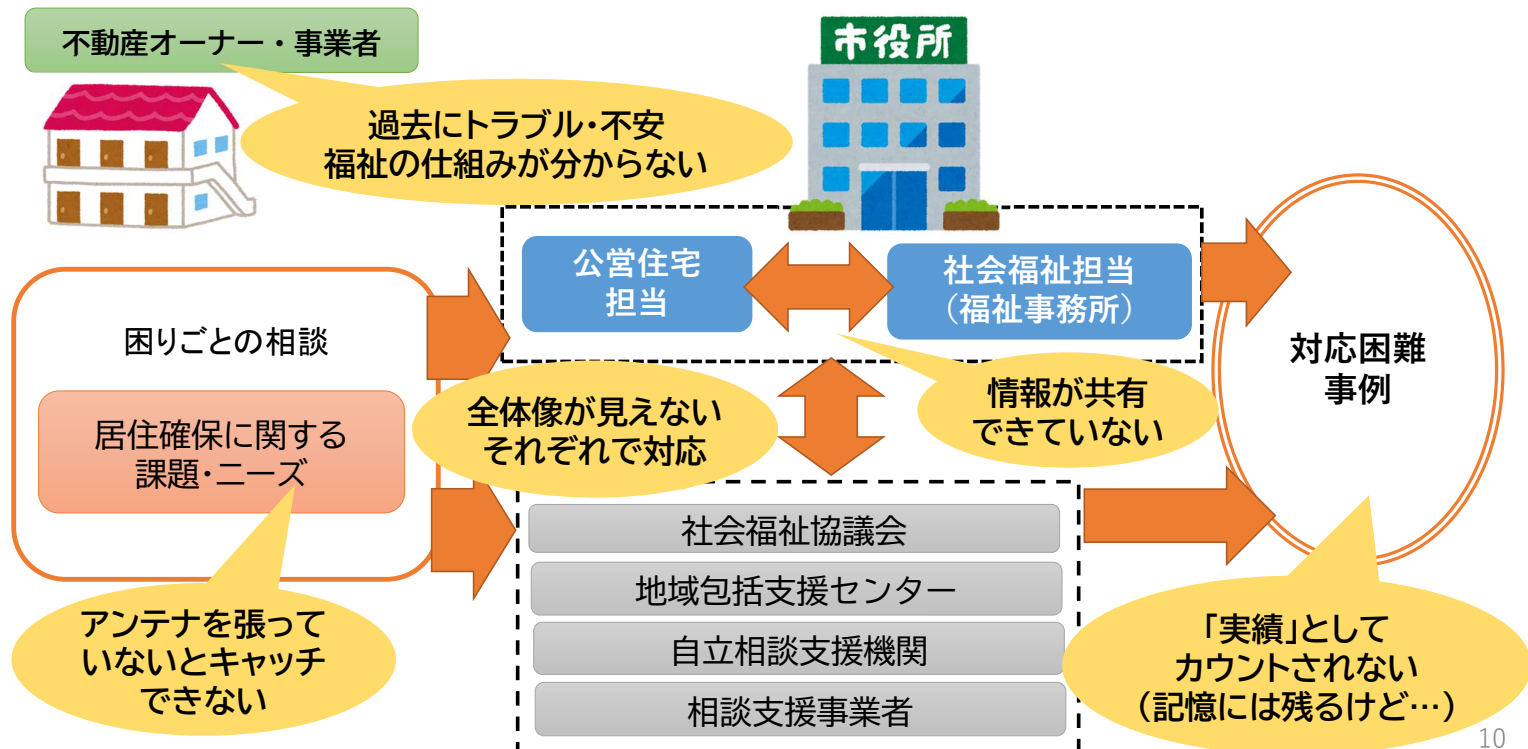 不動産オーナー・事業者
市役所
過去にトラブル・不安
福祉の仕組みが分からない
公営住宅
担当
社会福祉担当
（福祉事務所）
困りごとの相談
居住確保に関する
課題・ニーズ
対応困難
事例
全体像が見えない
それぞれで対応
情報が共有
できていない
社会福祉協議会
地域包括支援センター
自立相談支援機関
相談支援事業者
アンテナを張って
いないとキャッチ
できない
「実績」として
カウントされない
（記憶には残るけど…）
10